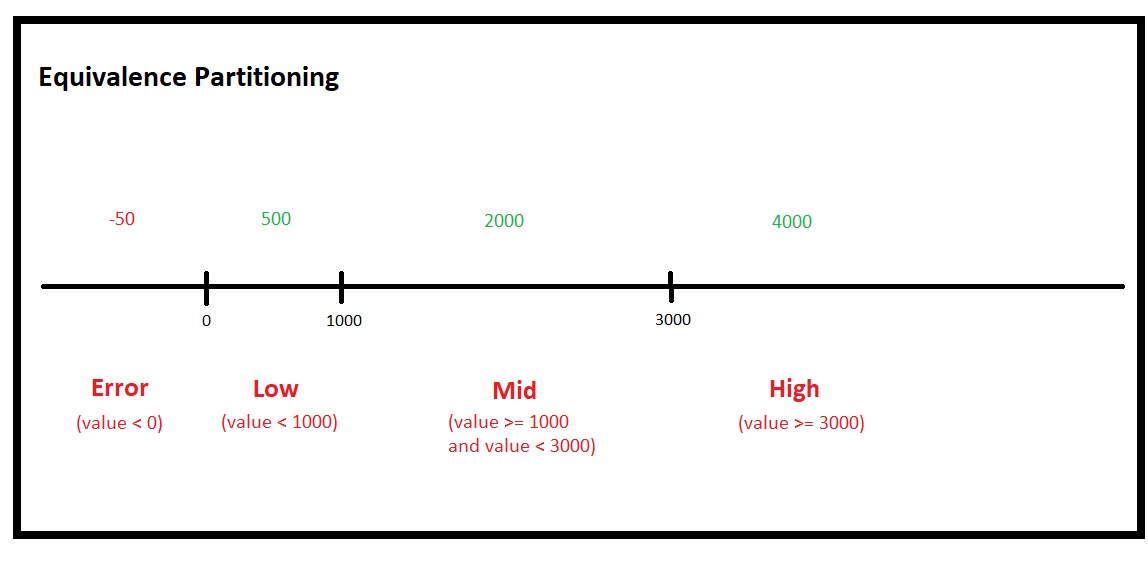 Equivalence Partitioning
-50
500
2000
4000
0
1000
3000
Error
(value < 0)
Low
(value < 1000)
Mid
(value >= 1000
and value < 3000)
High
(value >= 3000)